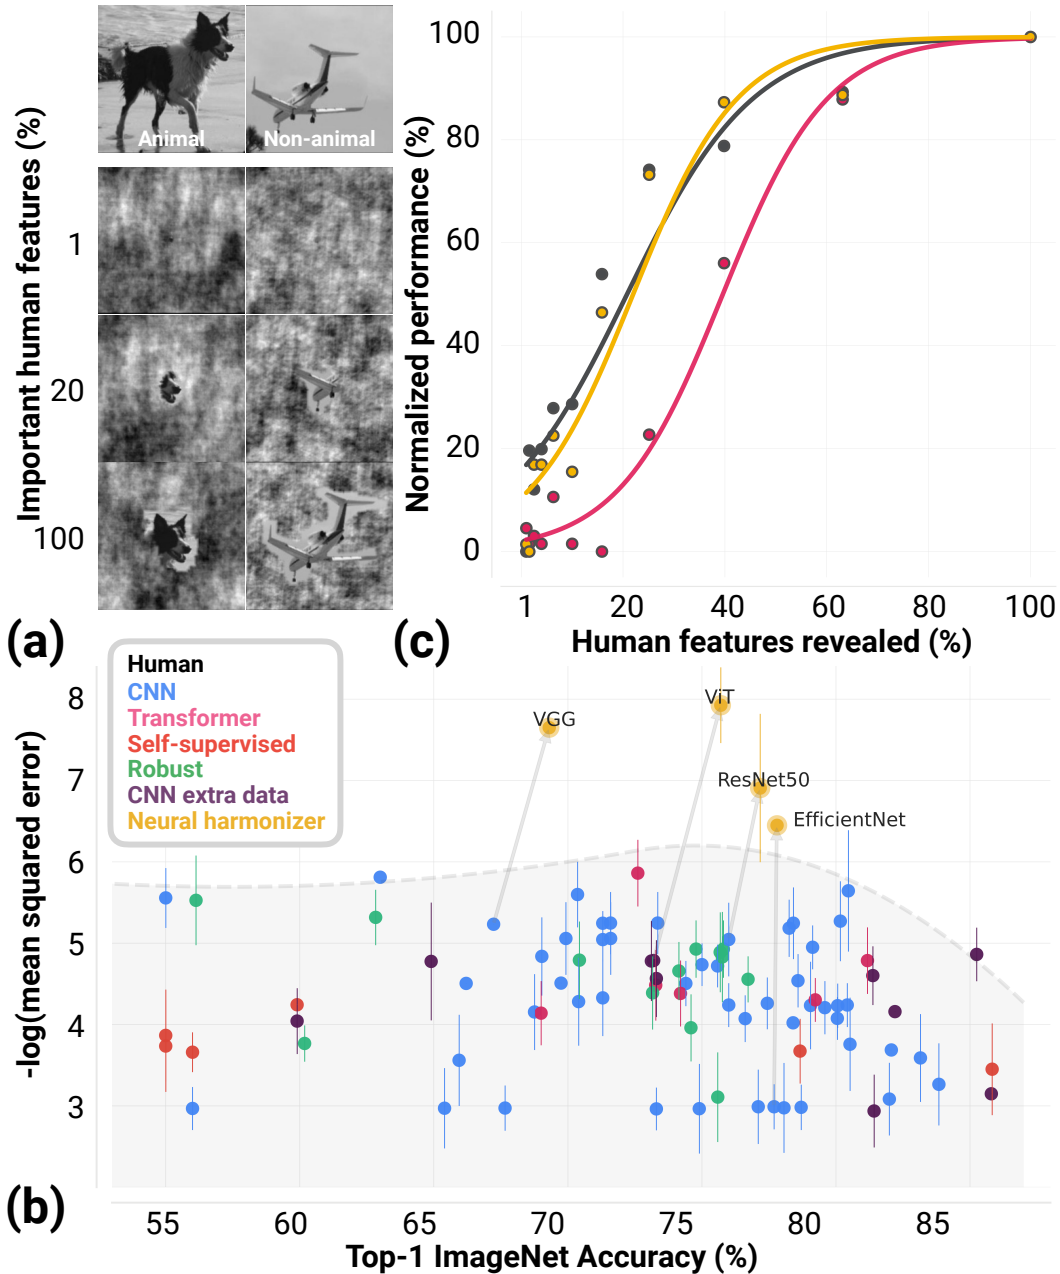 Important human features (%)
Animal
Non-animal
1
20
100
(a)
Normalized performance (%)
100
80
60
40
20
0
1
20
40
60
80
100
Human features revealed (%)
(c)
Human
CNN
Transformer
Self-supervised
Robust
CNN extra data
Neural harmonizer
-log(mean squared error)
8
7
6
5
4
3
VGG
ViT
ResNet50
EfficientNet
55
60
65
70
75
80
85
Top-1 ImageNet Accuracy (%)
(b)